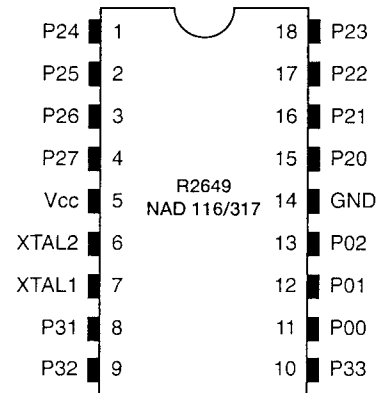 P24 1 18 P23
P25 2 17 P22
P26 3 16 P21
P27 4 15 P20
R2649
Vcc 5 14 GND
NAD 116/317
XTAL2 6 13 P02
XTAL1 7 12 P01
P31 8 11 P00
P32 9 10 P33